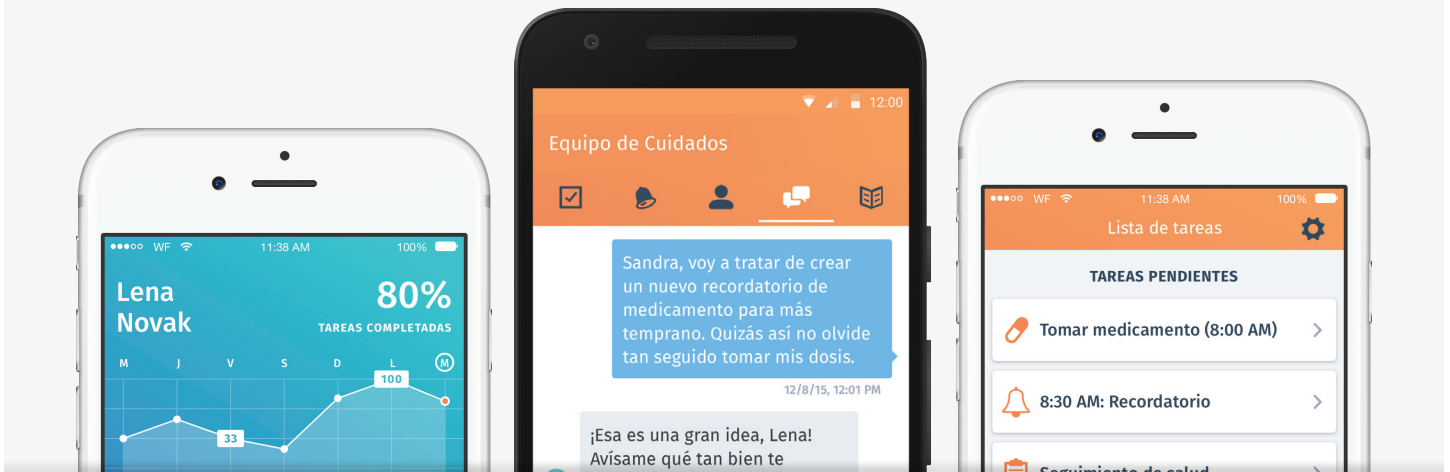 WF 11:38 AM 100%
Lena
Novak
80%
TAREAS COMPLETADAS
M J V S D L M
100
33
12:00
Equipo de Cuidados
Sandra, voy a tratar de crear
un nuevo recordatorio de
medicamento para más
temprano. Quizás así no olvide
tan seguido tomar mis dosis.
12/8/15, 12:01 PM
¡Esa es una gran idea, Lena!
Avísame qué tan bien te
WF 11:38 AM 100%
Lista de tareas
TAREAS PENDIENTES
Tomar medicamento (8:00 AM)
8:30 AM: Recordatorio
Seguimiento de salud